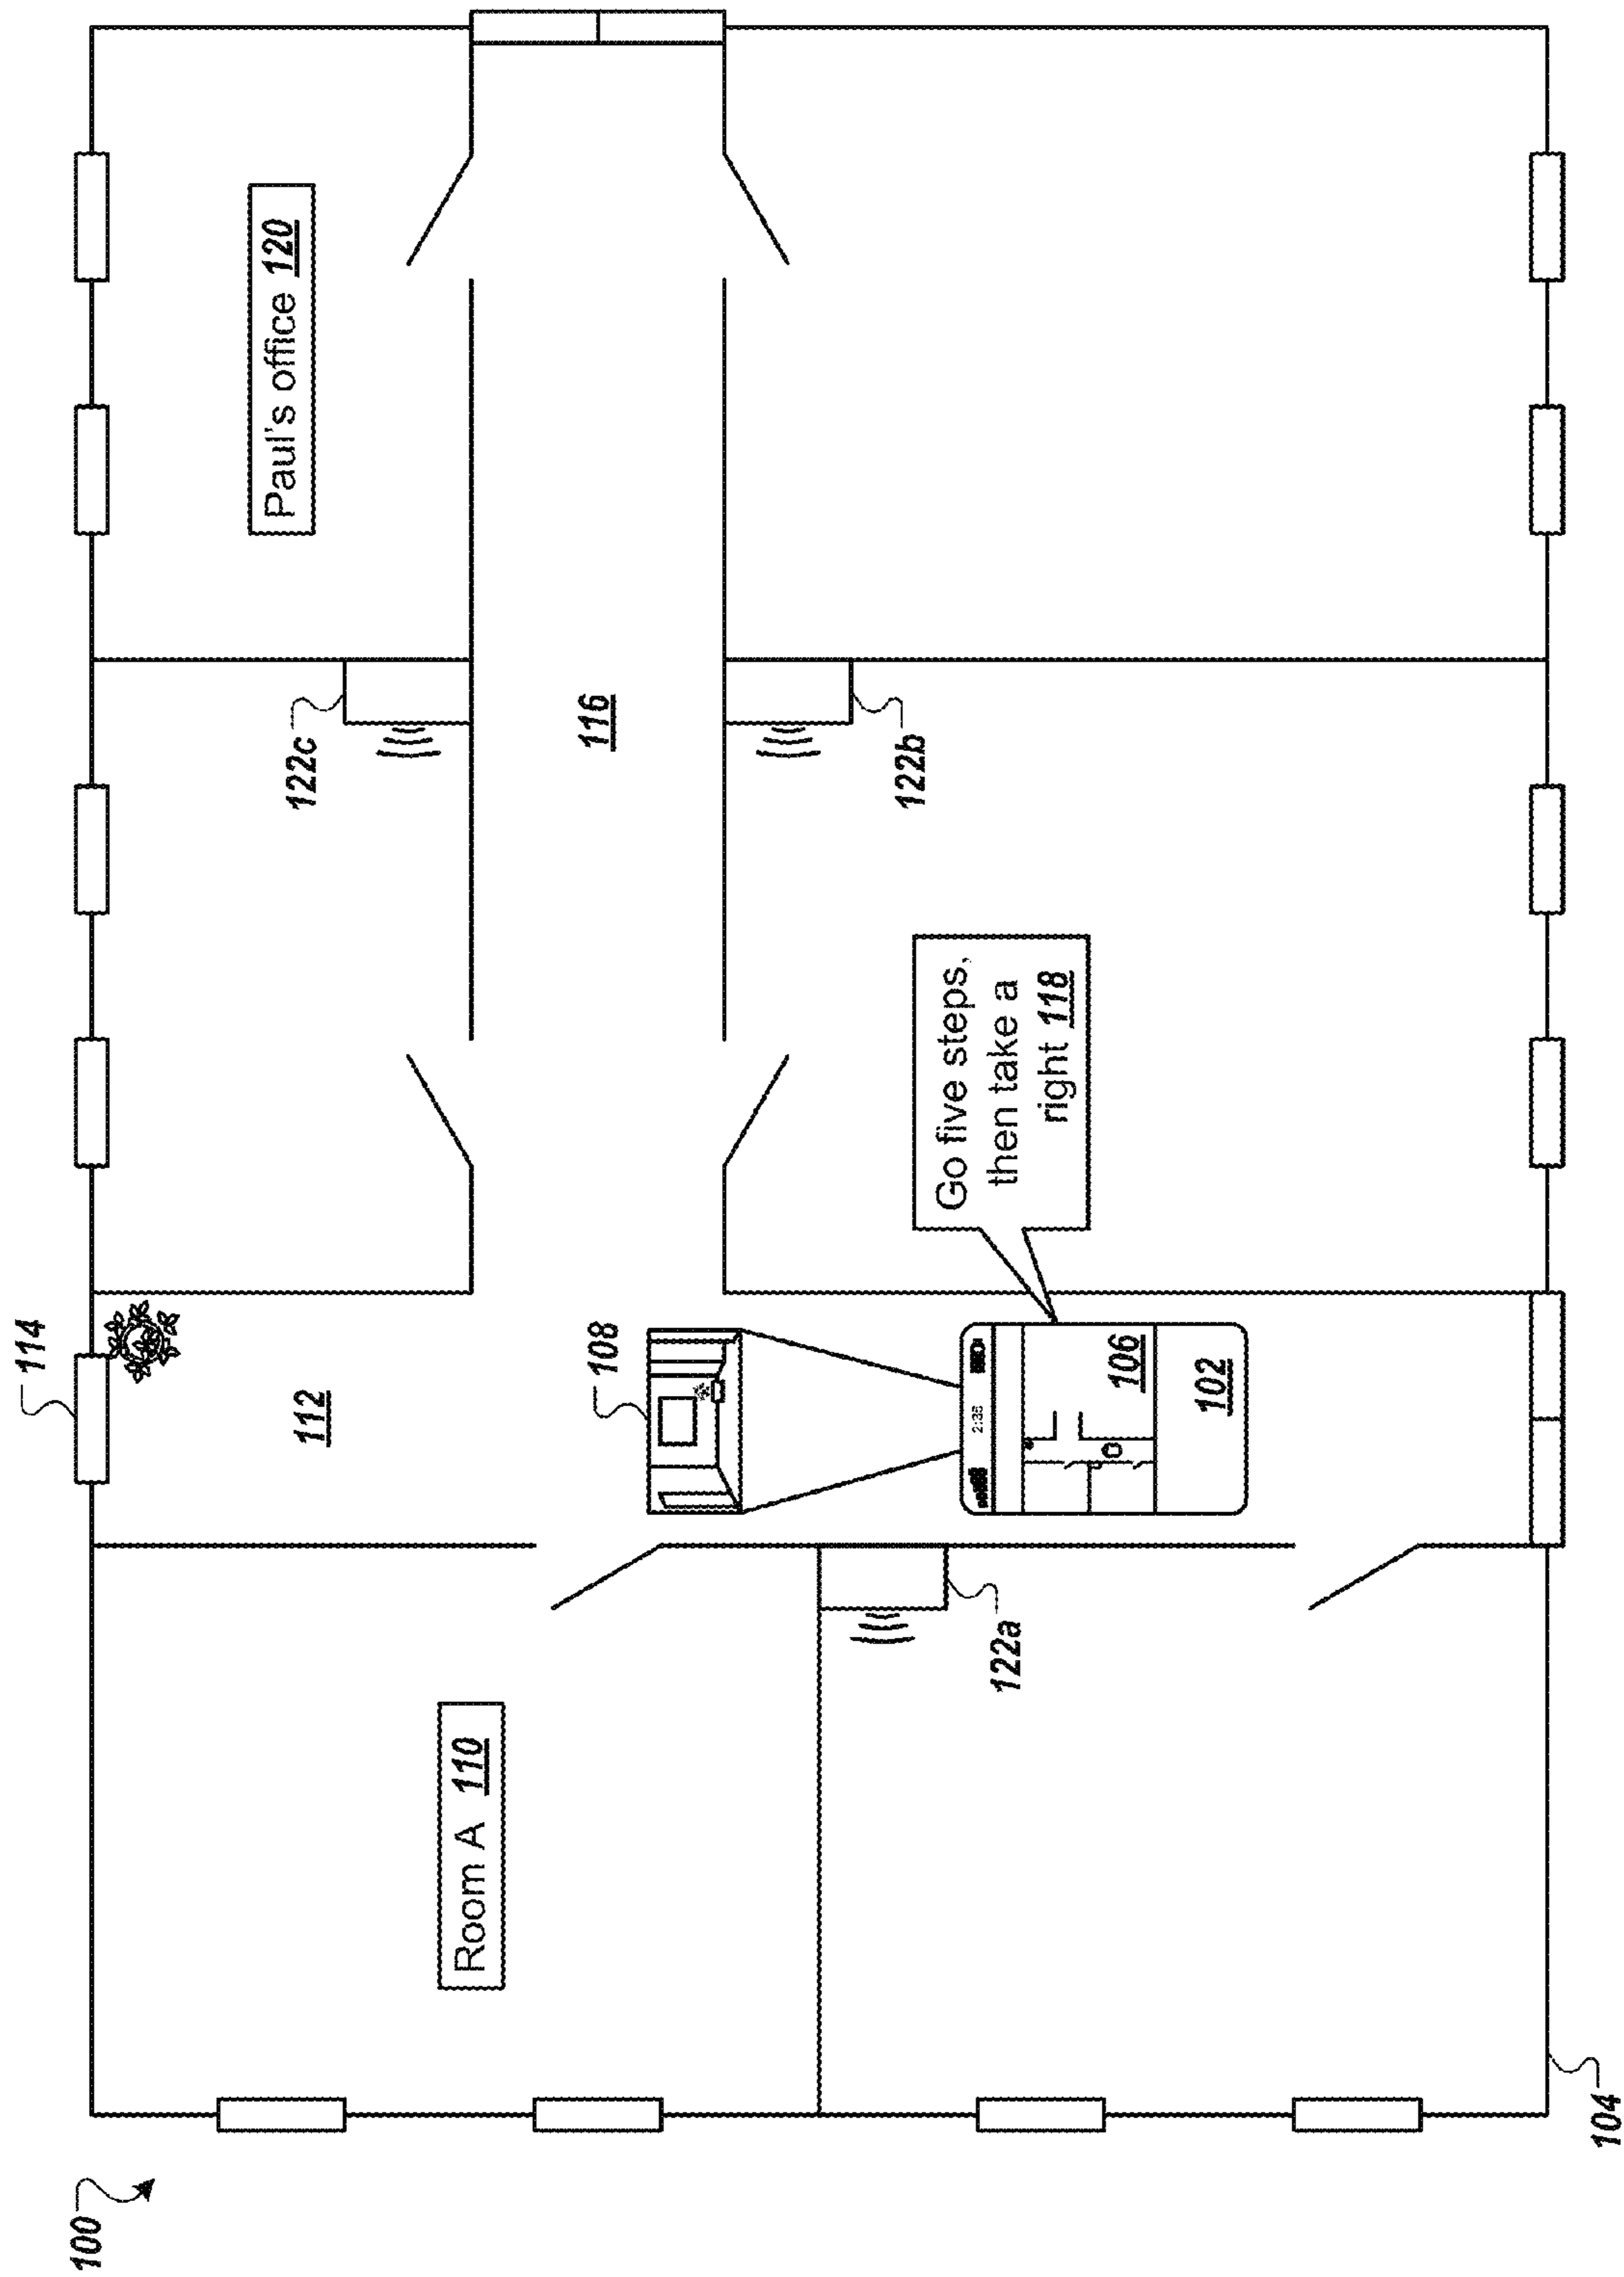 114
100
Paul's office 120
112
122c
Room A 110
108
116
122b
Go five steps,
then take a
right 118
2:35
122a
106
102
104